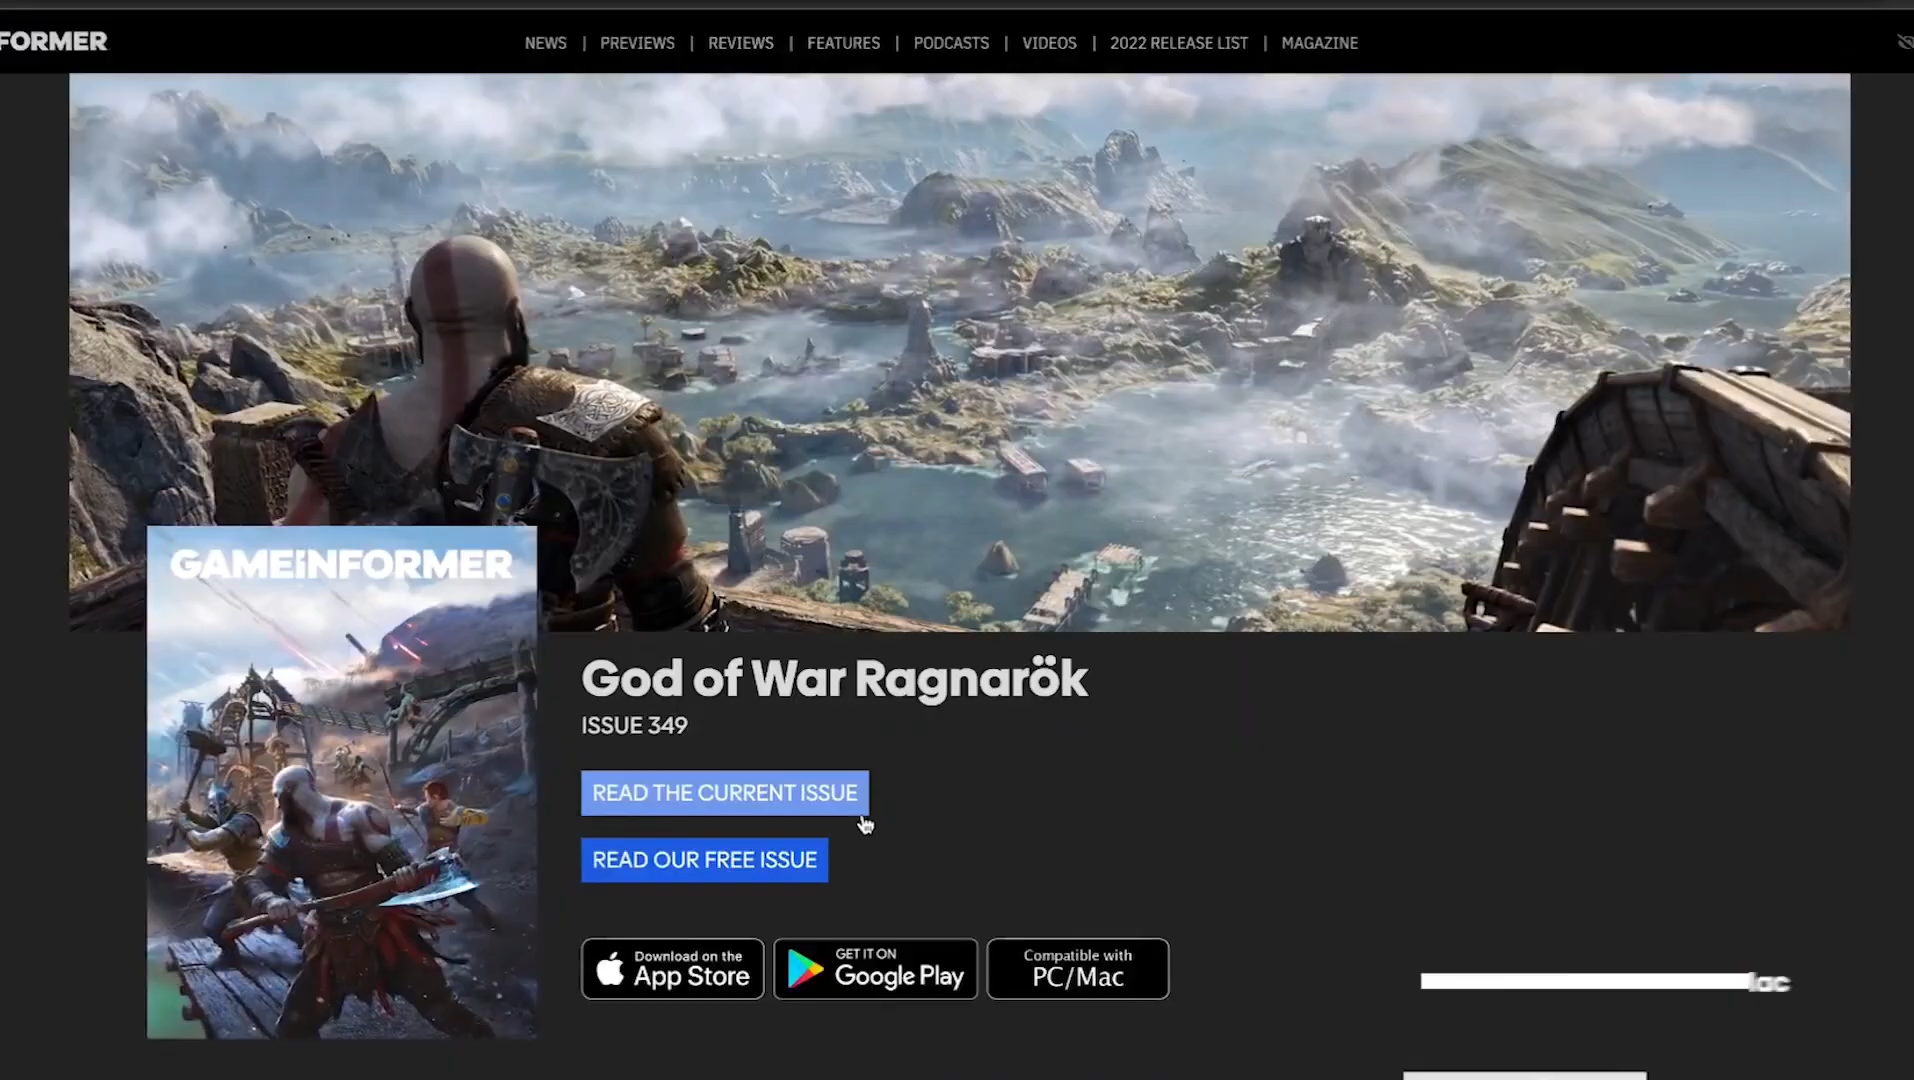 FORMER
NEWS | PREVIEWS | REVIEWS | FEATURES | PODCASTS | VIDEOS | 2022 RELEASE LIST | MAGAZINE
GAMEINFORMER
God of War Ragnarök
ISSUE 349
READ THE CURRENT ISSUE
READ OUR FREE ISSUE
Download on the
App Store
GET IT ON
Google Play
Compatible with
PC/Mac